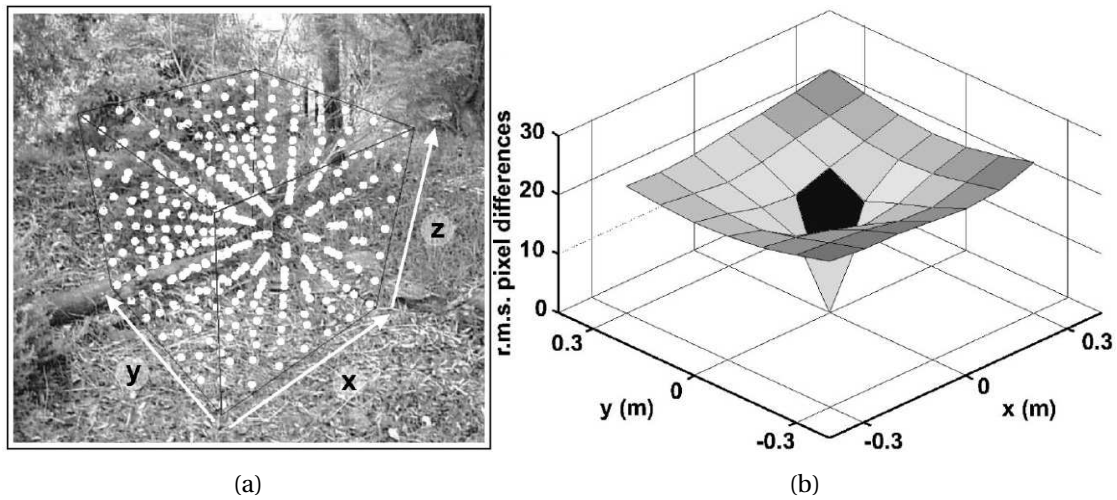 z
y
x
(a)
r.m.s. pixel differences
30
20
10
0
0.3
0
-0.3
y (m)
-0.3
0
0.3
x (m)
(b)